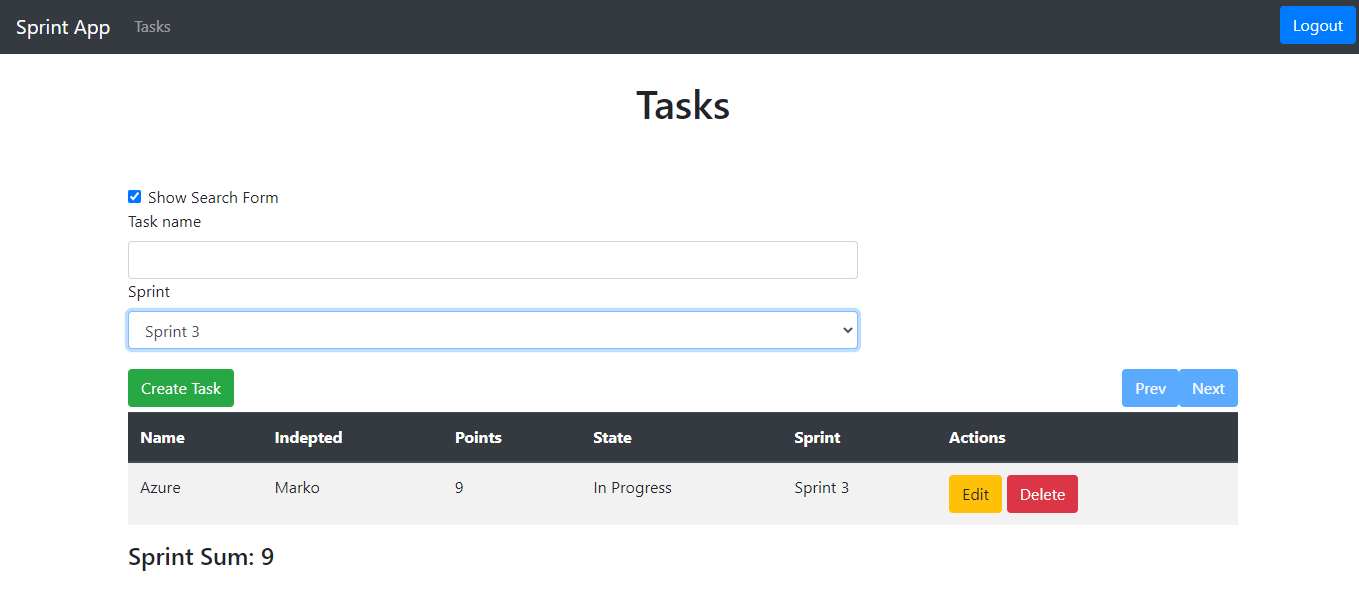 Sprint App Tasks Logout
Tasks
Show Search Form
Task name
Sprint
Sprint 3
Create Task Prev Next
Name Indepted Points State Sprint Actions
Azure Marko 9 In Progress Sprint 3 Edit Delete
Sprint Sum: 9